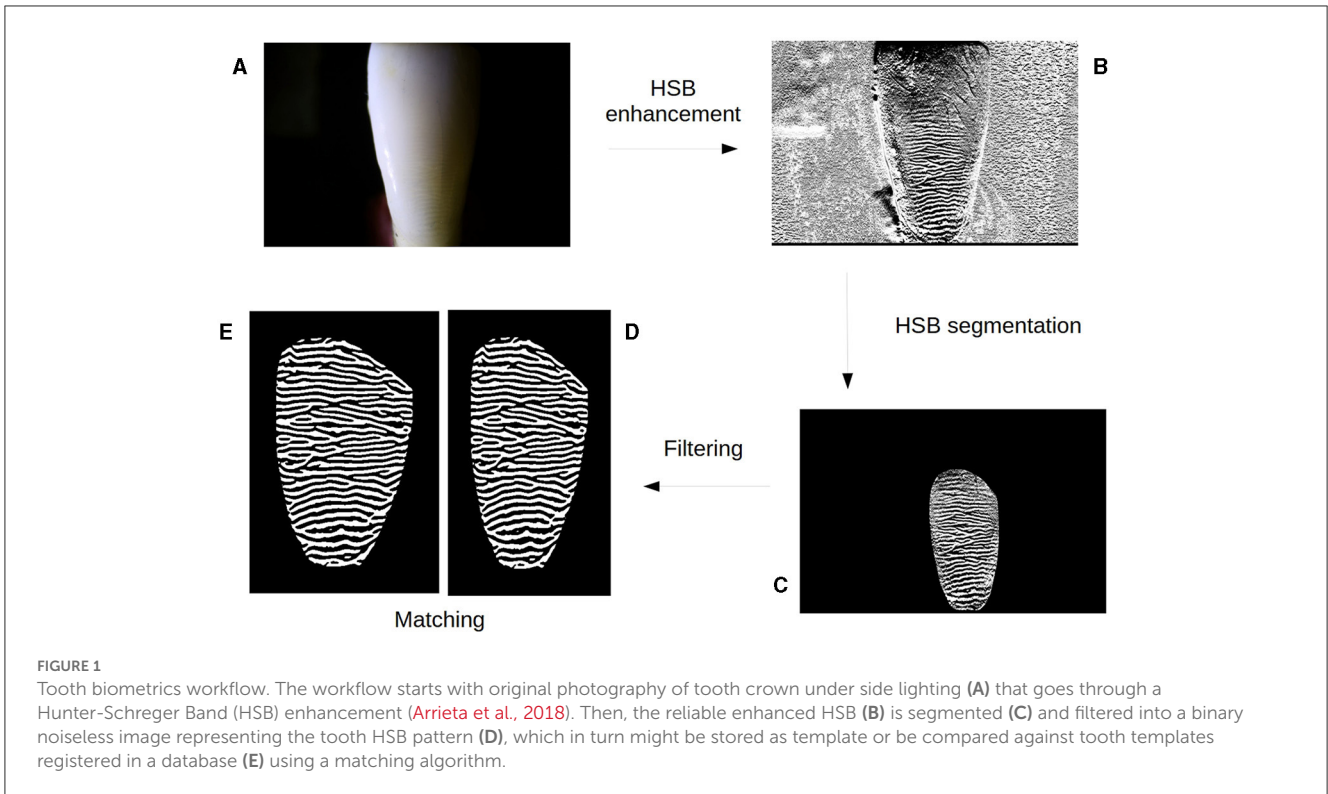 A
HSB
enhancement
B
HSB segmentation
E
D
Filtering
C
Matching
FIGURE 1
Tooth biometrics workflow. The workflow starts with original photography of tooth crown under side lighting (A) that goes through a
Hunter-Schreger Band (HSB) enhancement (Arrieta et al., 2018). Then, the reliable enhanced HSB (B) is segmented (C) and filtered into a binary
noiseless image representing the tooth HSB pattern (D), which in turn might be stored as template or be compared against tooth templates
registered in a database (E) using a matching algorithm.